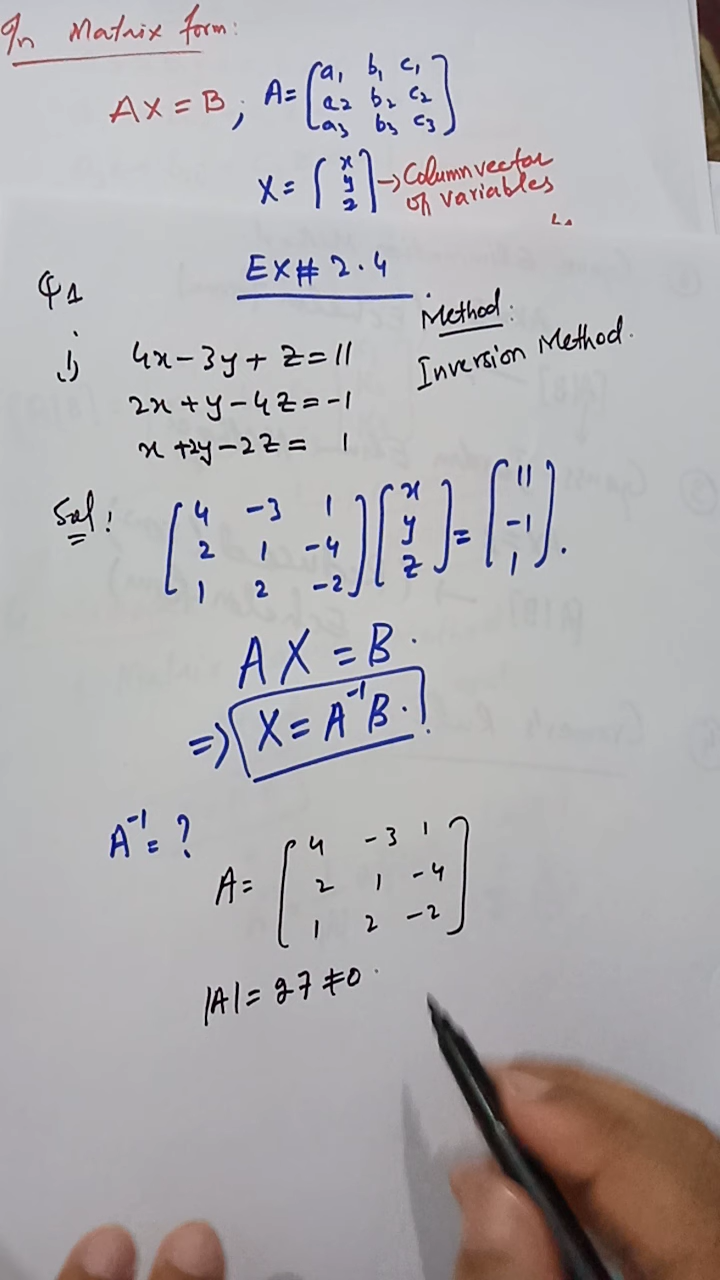 In Matrix form:
AX = B ; A = [a₁ b₁ c₁
a₂ b₂ c₂
a₃ b₃ c₃]
X = [x
y
z] → Column vector
of variables
EX# 2.4
Q1
Method:
Inversion Method.
i) 4x - 3y + z = 11
2x + y - 4z = -1
x + 2y - 2z = 1
Sol: [4 -3 1] [x] = [11]
[2 1 -4] [y] = [-1]
[1 2 -2] [z] = [1].
AX = B.
=> X = A⁻¹B.
A⁻¹ = ?
A = [4 -3 1
2 1 -4
1 2 -2]
|A| = 27 ≠ 0